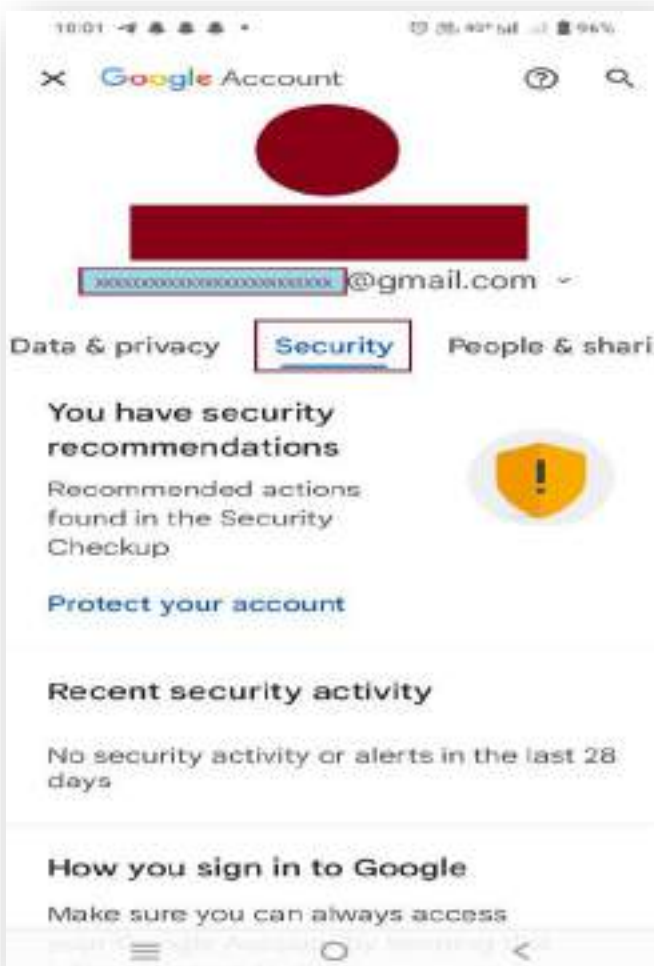 10:01
96%
Google Account
@gmail.com
Data & privacy Security People & shari
You have security
recommendations
Recommended actions
found in the Security
Checkup
Protect your account
Recent security activity
No security activity or alerts in the last 28
days
How you sign in to Google
Make sure you can always access